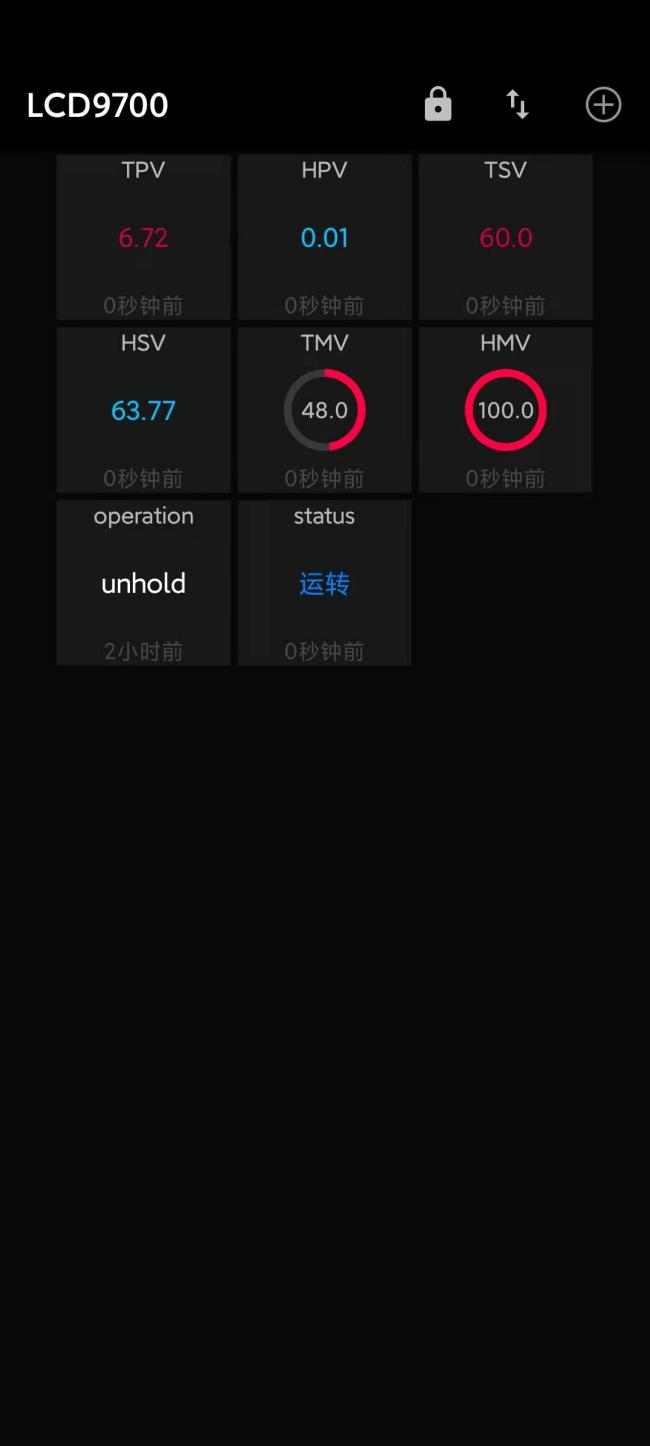 LCD9700
TPV
HPV
TSV
6.72
0.01
60.0
0秒钟前
0秒钟前
0秒钟前
HSV
TMV
HMV
63.77
48.0
100.0
0秒钟前
0秒钟前
0秒钟前
operation
status
unhold
运转
2小时前
0秒钟前